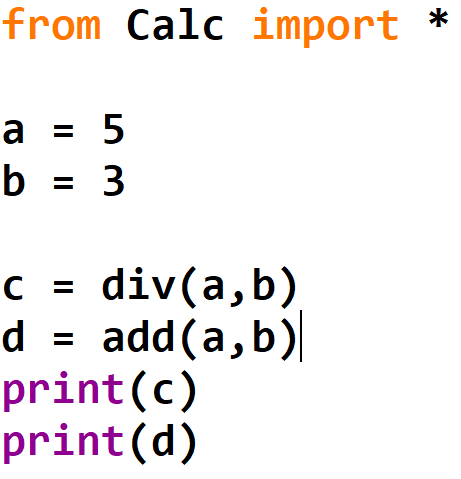 from Calc import *
a = 5
b = 3
c = div(a,b)
d = add(a,b)
print(c)
print(d)